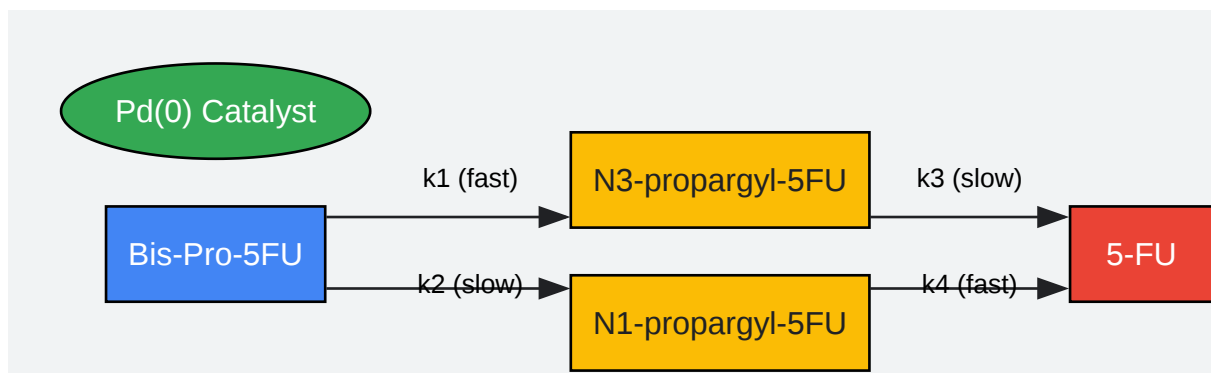 Pd(0) Catalyst
k1 (fast)
N3-propargyl-5FU
k3 (slow)
Bis-Pro-5FU
5-FU
k2 (slow)
k4 (fast)
N1-propargyl-5FU